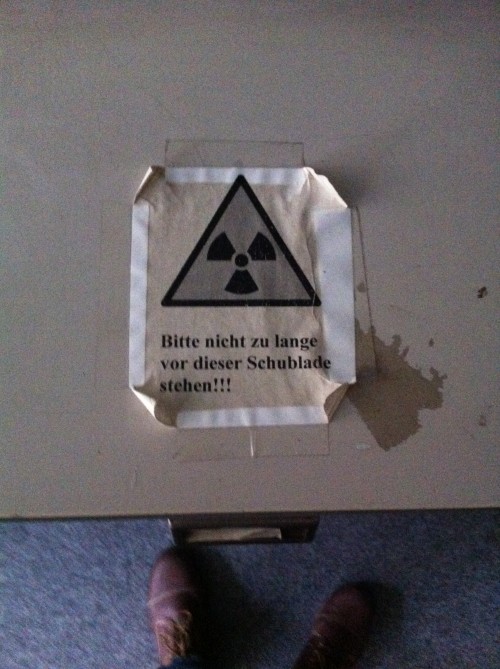 Bitte nicht zu lange
vor dieser Schublade
stehen!!!